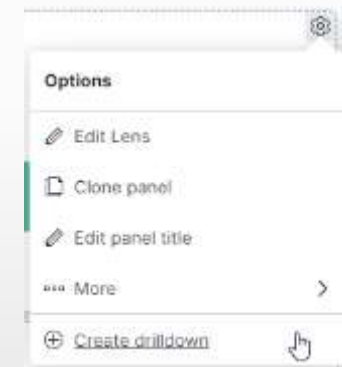 Options
Edit Lens
Clone panel
Edit panel title
More
Create drilldown